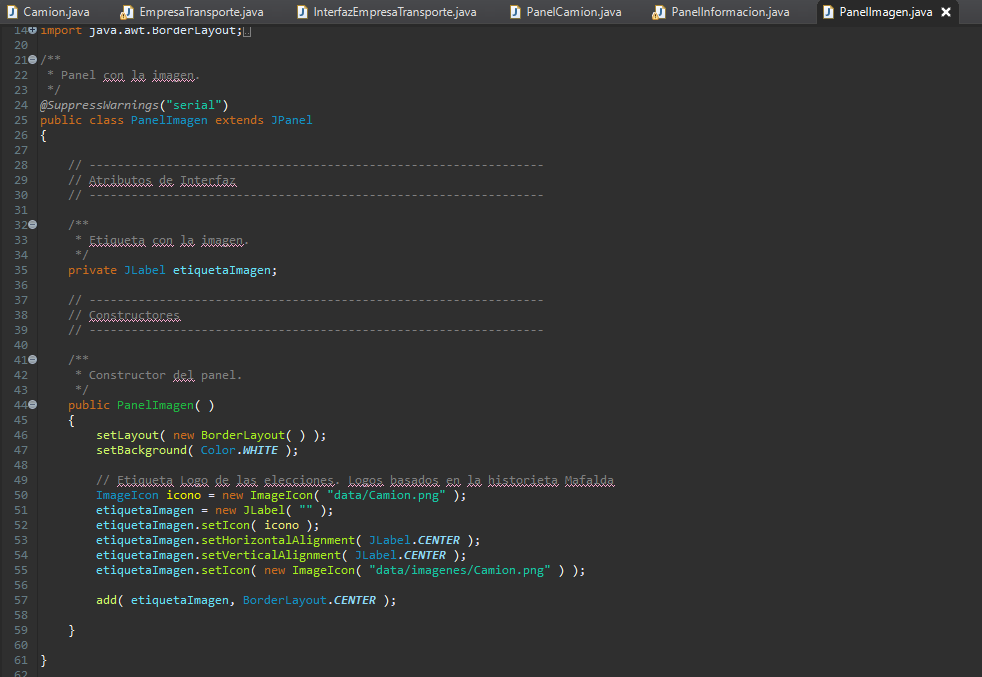 Camion.java EmpresaTransporte.java InterfazEmpresaTransporte.java PanelCamion.java PanelInformacion.java PanelImagen.java
14 import java.awt.BorderLayout;
20
21 /**
22  * Panel con la imagen.
23  */
24 @SuppressWarnings("serial")
25 public class PanelImagen extends JPanel
26 {
27
28     // -----------------------------------------------------------------
29     // Atributos de Interfaz
30     // -----------------------------------------------------------------
31
32     /**
33      * Etiqueta con la imagen.
34      */
35     private JLabel etiquetaImagen;
36
37     // -----------------------------------------------------------------
38     // Constructores
39     // -----------------------------------------------------------------
40
41     /**
42      * Constructor del panel.
43      */
44     public PanelImagen( )
45     {
46         setLayout( new BorderLayout( ) );
47         setBackground( Color.WHITE );
48
49         // Etiqueta Logo de las elecciones. Logos basados en la historieta Mafalda
50         ImageIcon icono = new ImageIcon( "data/Camion.png" );
51         etiquetaImagen = new JLabel( "" );
52         etiquetaImagen.setIcon( icono );
53         etiquetaImagen.setHorizontalAlignment( JLabel.CENTER );
54         etiquetaImagen.setVerticalAlignment( JLabel.CENTER );
55         etiquetaImagen.setIcon( new ImageIcon( "data/imagenes/Camion.png" ) );
56
57         add( etiquetaImagen, BorderLayout.CENTER );
58
59     }
60
61 }
62